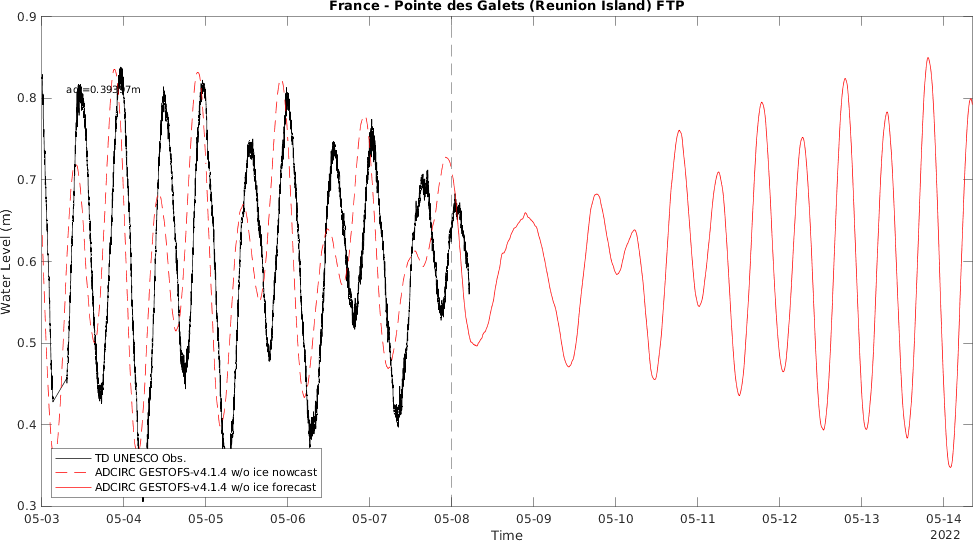 France - Pointe des Galets (Reunion Island) FTP
0.9
0.8
0.7
0.6
0.5
0.4
0.3
Water Level (m)
TD UNESCO Obs.
ADCIRC GESTOFS-v4.1.4 w/o ice nowcast
ADCIRC GESTOFS-v4.1.4 w/o ice forecast
05-03 05-04 05-05 05-06 05-07 05-08 05-09 05-10 05-11 05-12 05-13 05-14
Time
2022